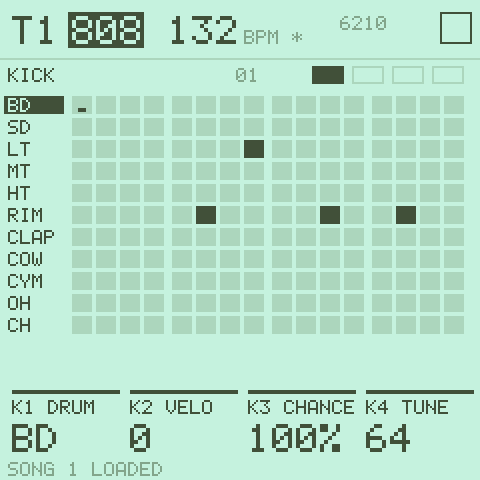 T1 808 132 BPM * 6210
KICK 01
BD
SD
LT
MT
HT
RIM
CLAP
COW
CYM
OH
CH
K1 DRUM K2 VELO K3 CHANCE K4 TUNE
BD 0 100% 64
SONG 1 LOADED